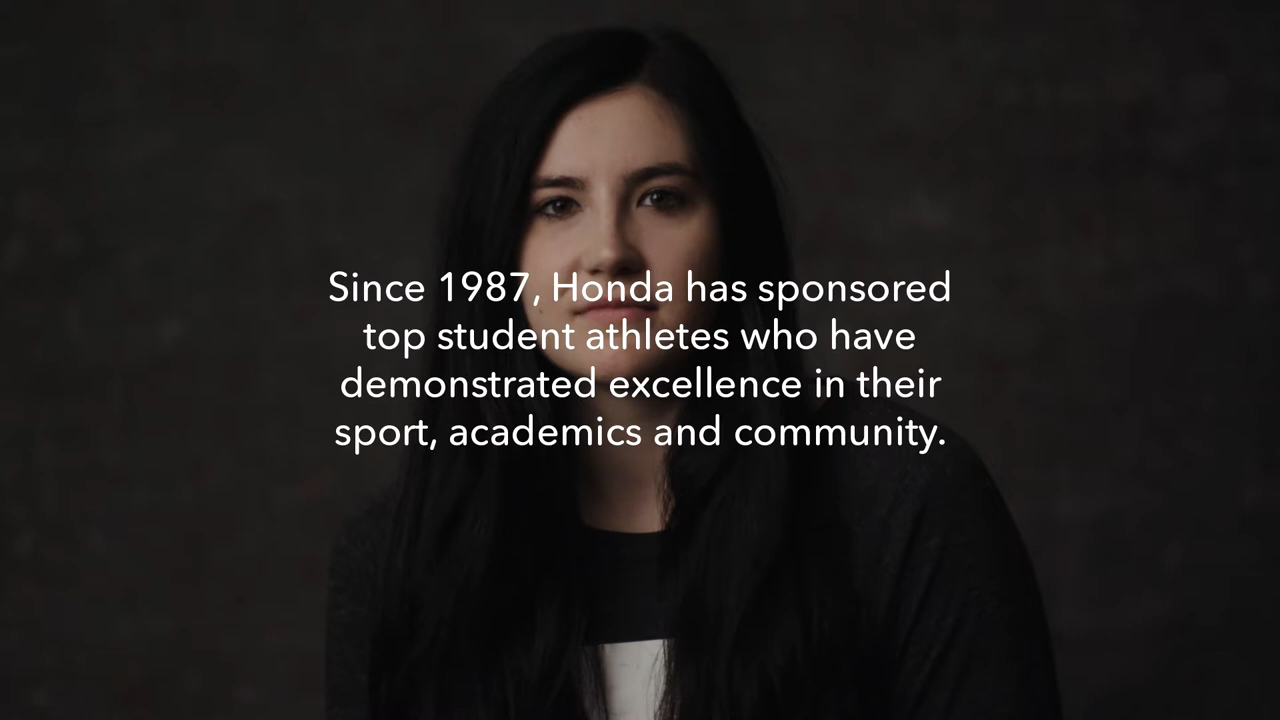 Since 1987, Honda has sponsored
top student athletes who have
demonstrated excellence in their
sport, academics and community.